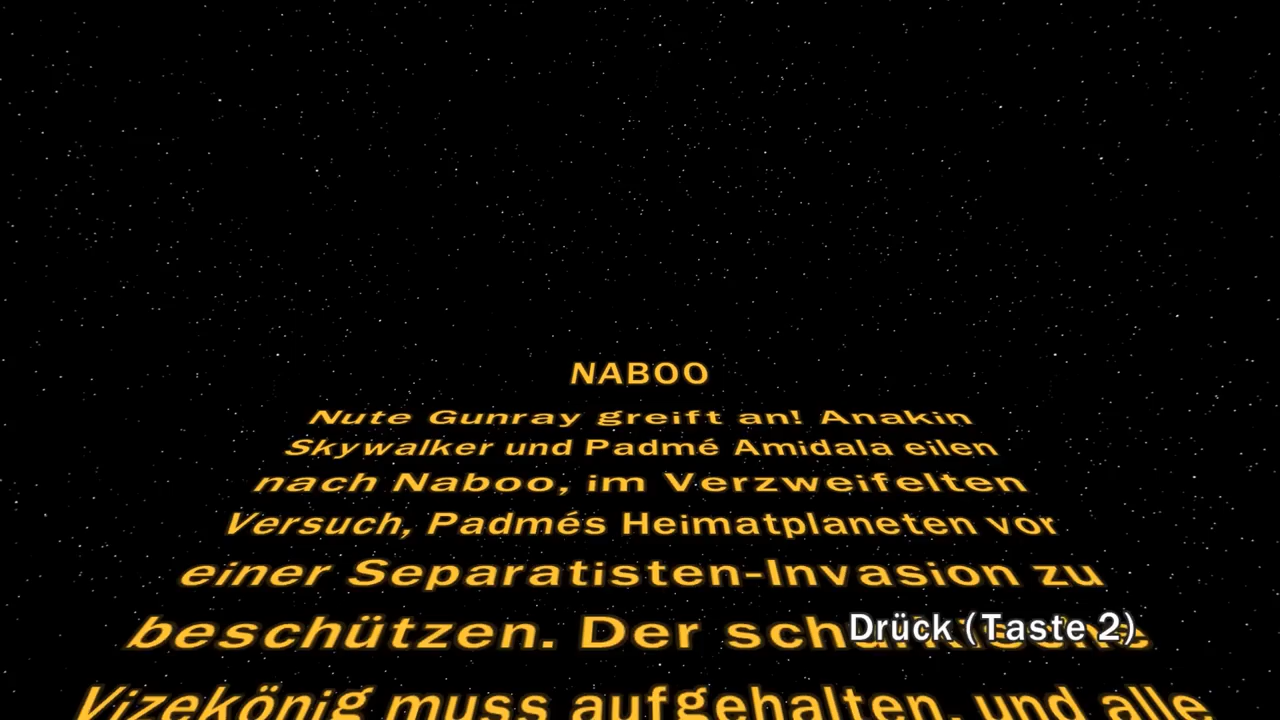 NABOO
Nute Gunray greift an! Anakin
Skywalker und Padmé Amidala eilen
nach Naboo, im Verzweifelten
Versuch, Padmés Heimatplaneten vor
einer Separatisten-Invasion zu
beschützen. Der
Drück (Taste 2)
Vizekönig muss aufgehalten, und alle